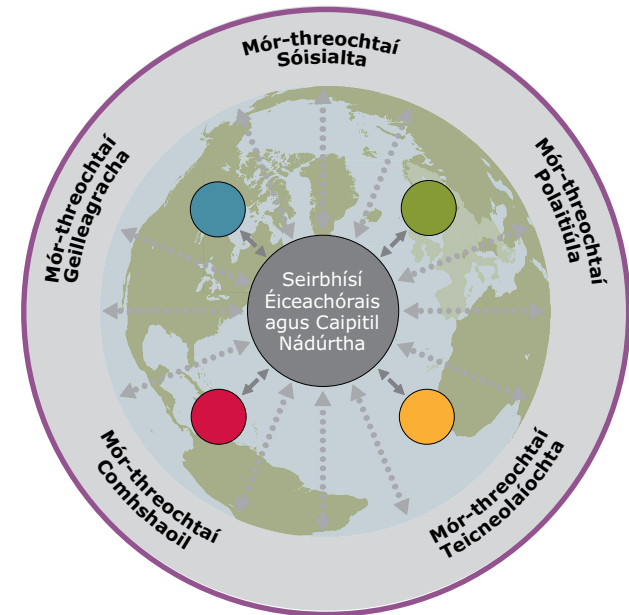 Mór-threochtaí
Sóisialta
Mór-threochtaí
Geilleagracha
Mór-threochtaí
Polaitiúla
Seirbhísí
Éiceachórais
agus Caipitil
Nádúrtha
Mór-threochtaí
Comhshaoil
Mór-threochtaí
Teicneolaíochta